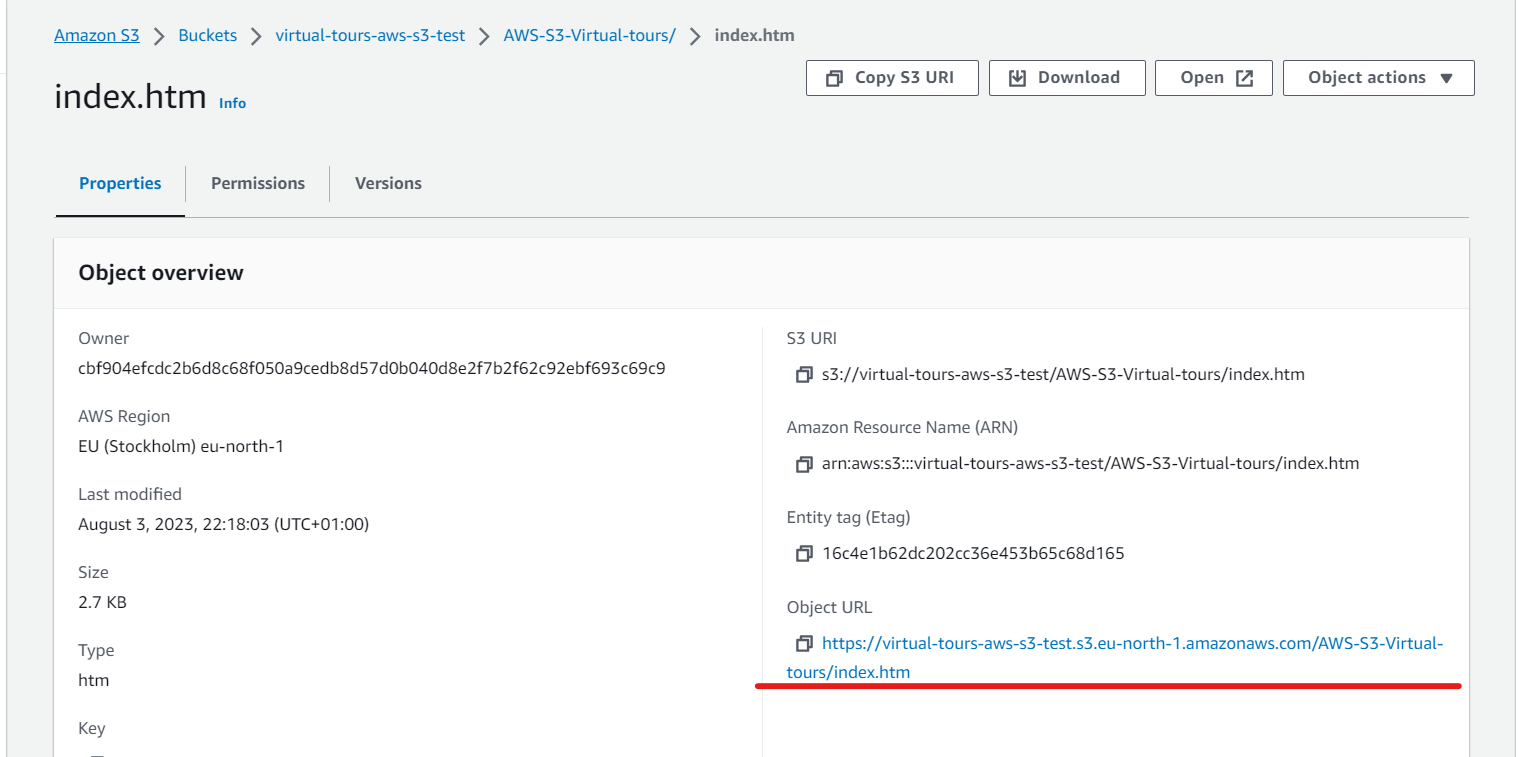 Amazon S3 > Buckets > virtual-tours-aws-s3-test > AWS-S3-Virtual-tours/ > index.htm
index.htm Info
Copy S3 URI Download Open Object actions
Properties Permissions Versions
Object overview
Owner
cbf904efcdc2b6d8c68f050a9cedb8d57d0b040d8e2f7b2f62c92ebf693c69c9
AWS Region
EU (Stockholm) eu-north-1
Last modified
August 3, 2023, 22:18:03 (UTC+01:00)
Size
2.7 KB
Type
htm
Key
S3 URI
s3://virtual-tours-aws-s3-test/AWS-S3-Virtual-tours/index.htm
Amazon Resource Name (ARN)
arn:aws:s3:::virtual-tours-aws-s3-test/AWS-S3-Virtual-tours/index.htm
Entity tag (Etag)
16c4e1b62dc202cc36e453b65c68d165
Object URL
https://virtual-tours-aws-s3-test.s3.eu-north-1.amazonaws.com/AWS-S3-Virtual-
tours/index.htm